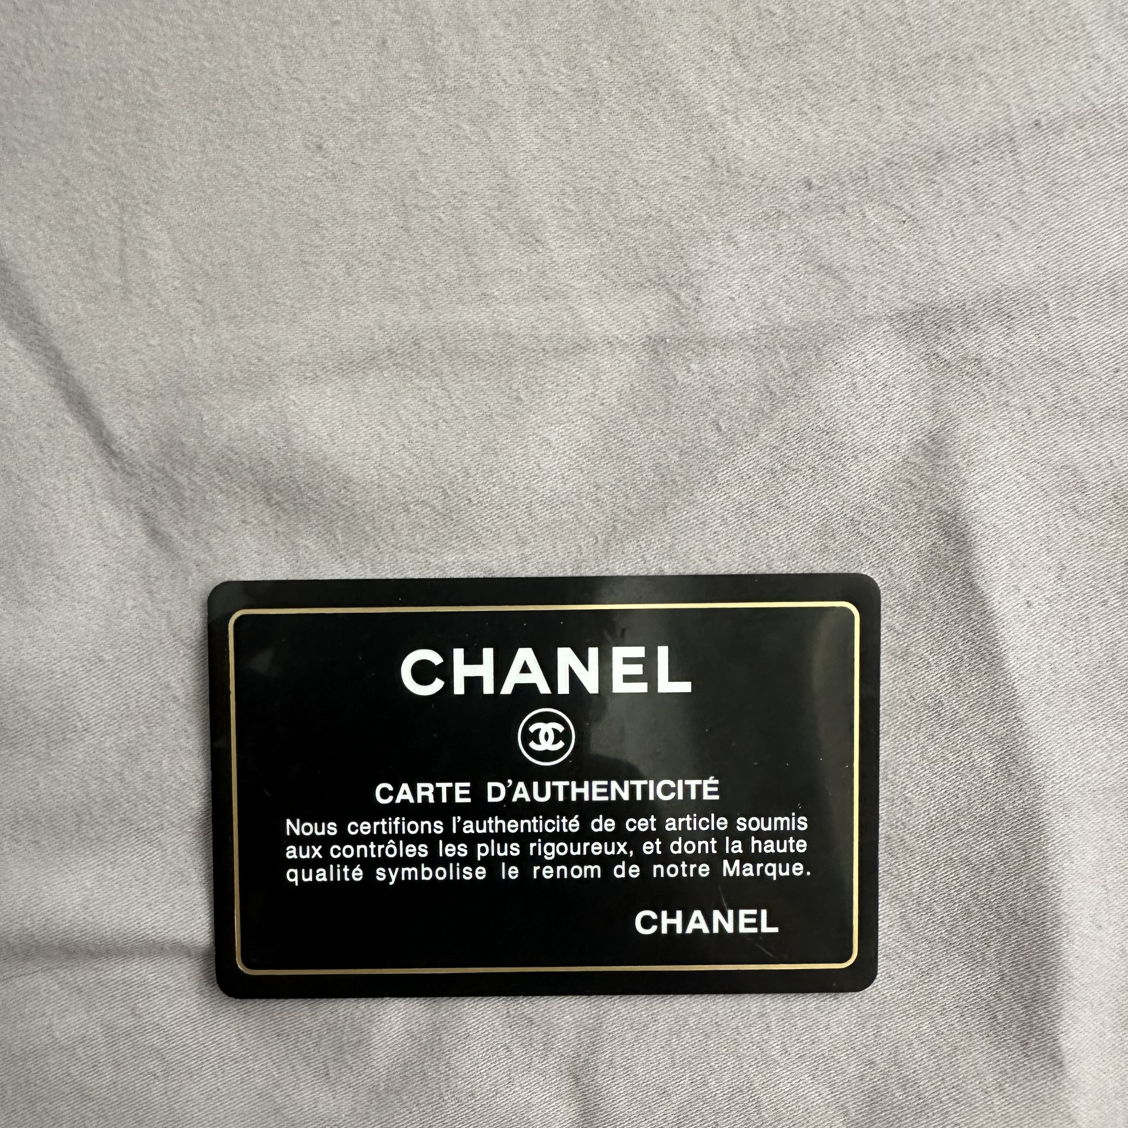 CHANEL
CARTE D'AUTHENTICITÉ
Nous certifions l'authenticité de cet article soumis
aux contrôles les plus rigoureux, et dont la haute
qualité symbolise le renom de notre Marque.
CHANEL